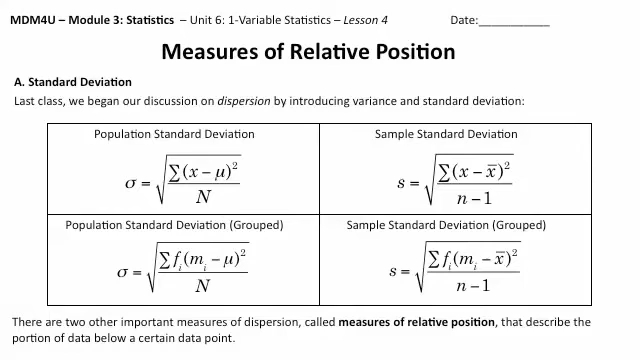 MDM4U – Module 3: Statistics – Unit 6: 1-Variable Statistics – Lesson 4 Date:____________
Measures of Relative Position
A. Standard Deviation
Last class, we began our discussion on dispersion by introducing variance and standard deviation:
Population Standard Deviation
σ = √(∑(x − μ)² / N)
Sample Standard Deviation
s = √(∑(x − x̄)² / n − 1)
Population Standard Deviation (Grouped)
σ = √(∑fᵢ(mᵢ − μ)² / N)
Sample Standard Deviation (Grouped)
s = √(∑fᵢ(mᵢ − x̄)² / n − 1)
There are two other important measures of dispersion, called measures of relative position, that describe the
portion of data below a certain data point.